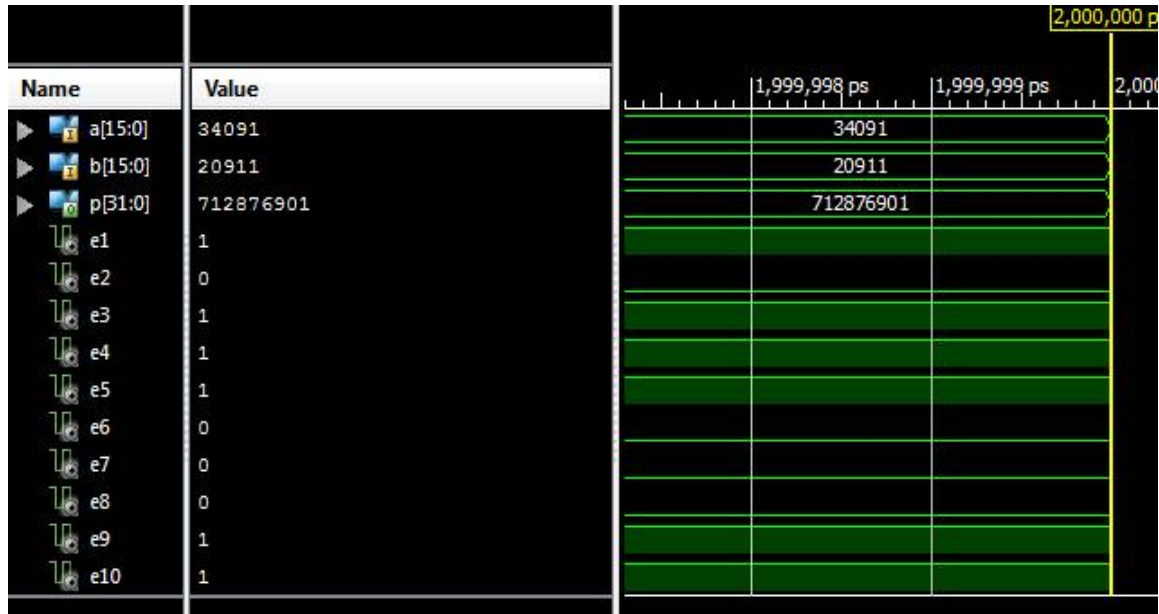 2,000,000 p
Name Value 1,999,998 ps 1,999,999 ps 2,000
a[15:0] 34091 34091
b[15:0] 20911 20911
p[31:0] 712876901 712876901
e1 1
e2 0
e3 1
e4 1
e5 1
e6 0
e7 0
e8 0
e9 1
e10 1